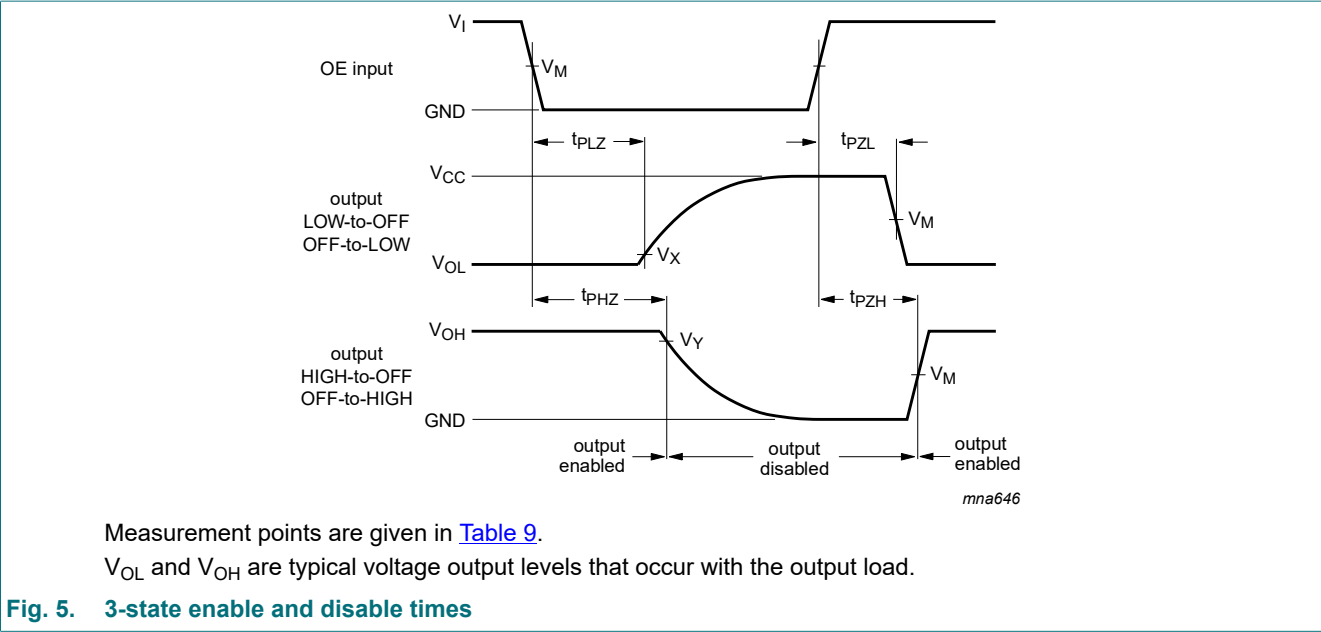 VI
OE input
VM
GND
tPLZ
tPZL
VCC
output
LOW-to-OFF
OFF-to-LOW
VM
VX
VOL
tPHZ
tPZH
VOH
VY
output
HIGH-to-OFF
OFF-to-HIGH
VM
GND
output
enabled
output
disabled
output
enabled
mna646
Measurement points are given in Table 9.
VOL and VOH are typical voltage output levels that occur with the output load.
Fig. 5. 3-state enable and disable times